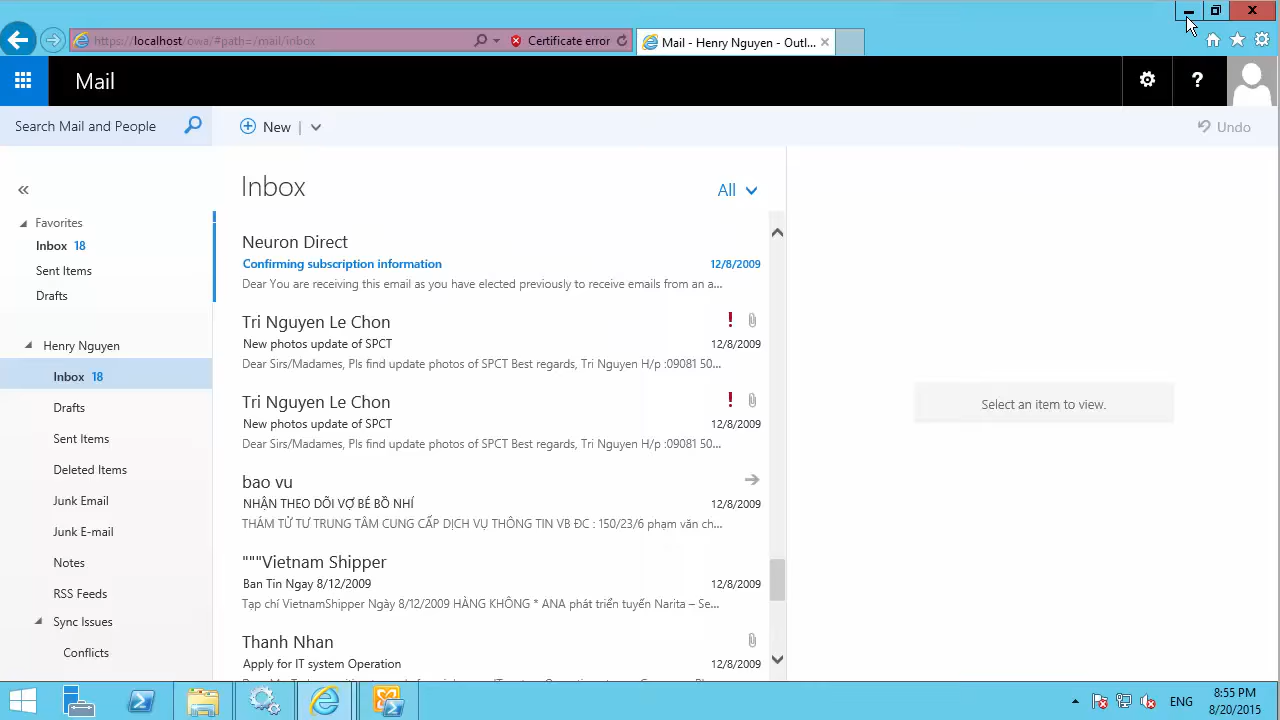 https://localhost/owa/#path=/mail/inbox
Certificate error
Mail - Henry Nguyen - Outl...
Mail
?
Search Mail and People
New
Undo
Inbox
All
Favorites
Inbox 18
Sent Items
Drafts
Henry Nguyen
Inbox 18
Drafts
Sent Items
Deleted Items
Junk Email
Junk E-mail
Notes
RSS Feeds
Sync Issues
Conflicts
Neuron Direct
Confirming subscription information 12/8/2009
Dear You are receiving this email as you have elected previously to receive emails from an a...
Tri Nguyen Le Chon
New photos update of SPCT 12/8/2009
Dear Sirs/Madames, Pls find update photos of SPCT Best regards, Tri Nguyen H/p :09081 50...
Tri Nguyen Le Chon
New photos update of SPCT 12/8/2009
Dear Sirs/Madames, Pls find update photos of SPCT Best regards, Tri Nguyen H/p :09081 50...
bao vu
NHẬN THEO DÕI VỢ BÉ BỒ NHÍ 12/8/2009
THÁM TỬ TƯ TRUNG TÂM CUNG CẤP DỊCH VỤ THÔNG TIN VB ĐC : 150/23/6 phạm văn ch...
"""Vietnam Shipper
Ban Tin Ngay 8/12/2009 12/8/2009
Tạp chí VietnamShipper Ngày 8/12/2009 HÀNG KHÔNG * ANA phát triển tuyến Narita – Se...
Thanh Nhan
Apply for IT system Operation 12/8/2009
Select an item to view.
ENG
8:55 PM
8/20/2015